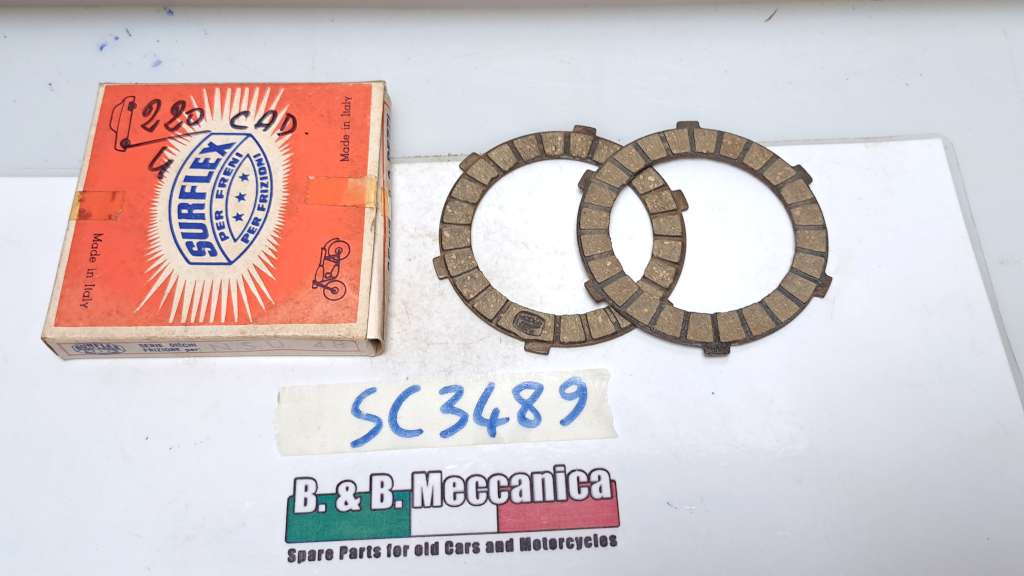 220 CAD
4
Made in Italy
SURFLEX
PER FRENI
PER FRIZIONI
Made in Italy
SURFLEX
SERIE DISCHI
FRIZIONE per:
SC3489
B. & B. Meccanica
Spare Parts for old Cars and Motorcycles